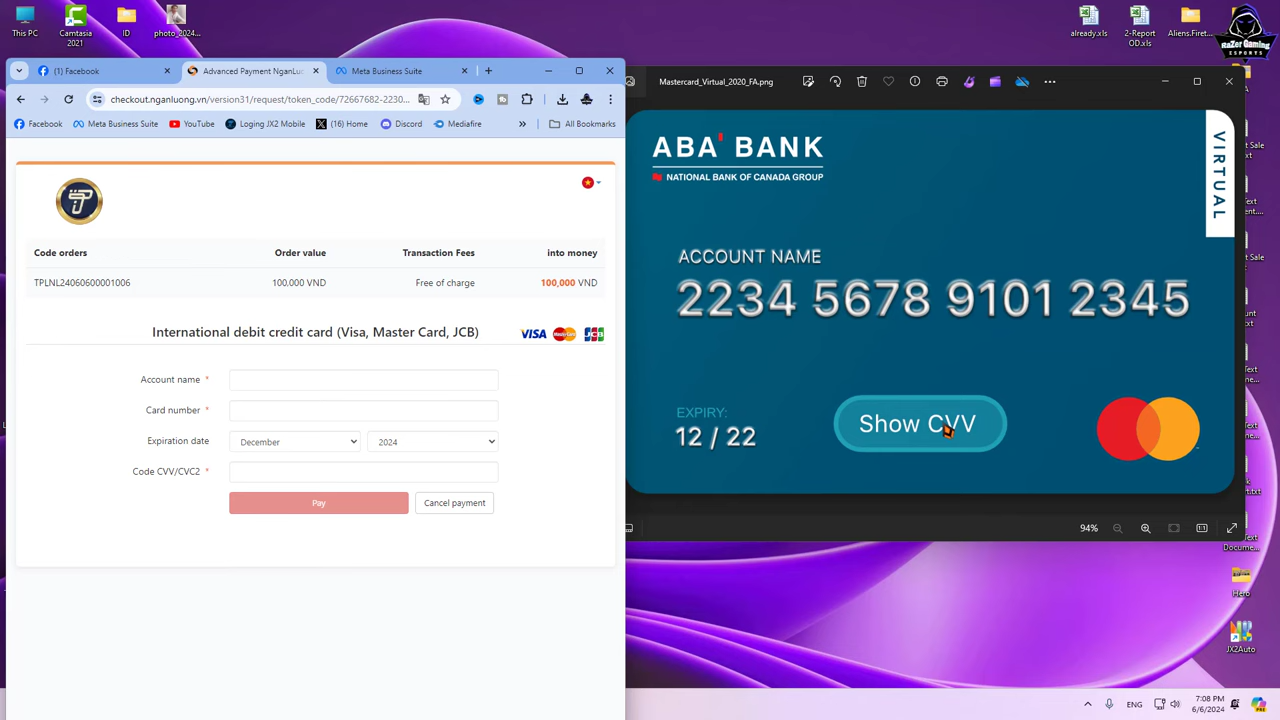 This PC
Camtasia 2021
ID
photo_2024...
already.xls
2-Report OD.xls
Aliens.Firet...
RaZer Gaming
ESPORTS
(1) Facebook
Advanced Payment NganLuc
Meta Business Suite
checkout.nganluong.vn/version31/request/token_code/72667682-2230...
Facebook
Meta Business Suite
YouTube
Loging JX2 Mobile
(16) Home
Discord
Mediafire
All Bookmarks
Code orders
Order value
Transaction Fees
into money
TPLNL24060600001006
100,000 VND
Free of charge
100,000 VND
International debit credit card (Visa, Master Card, JCB)
VISA
JCB
Account name *
Card number *
Expiration date
December
2024
Code CVV/CVC2 *
Pay
Cancel payment
Mastercard_Virtual_2020_FA.png
ABA' BANK
NATIONAL BANK OF CANADA GROUP
VIRTUAL
ACCOUNT NAME
2234 5678 9101 2345
EXPIRY:
12 / 22
Show CVV
94%
Hero
JX2Auto
ENG
7:08 PM
6/6/2024